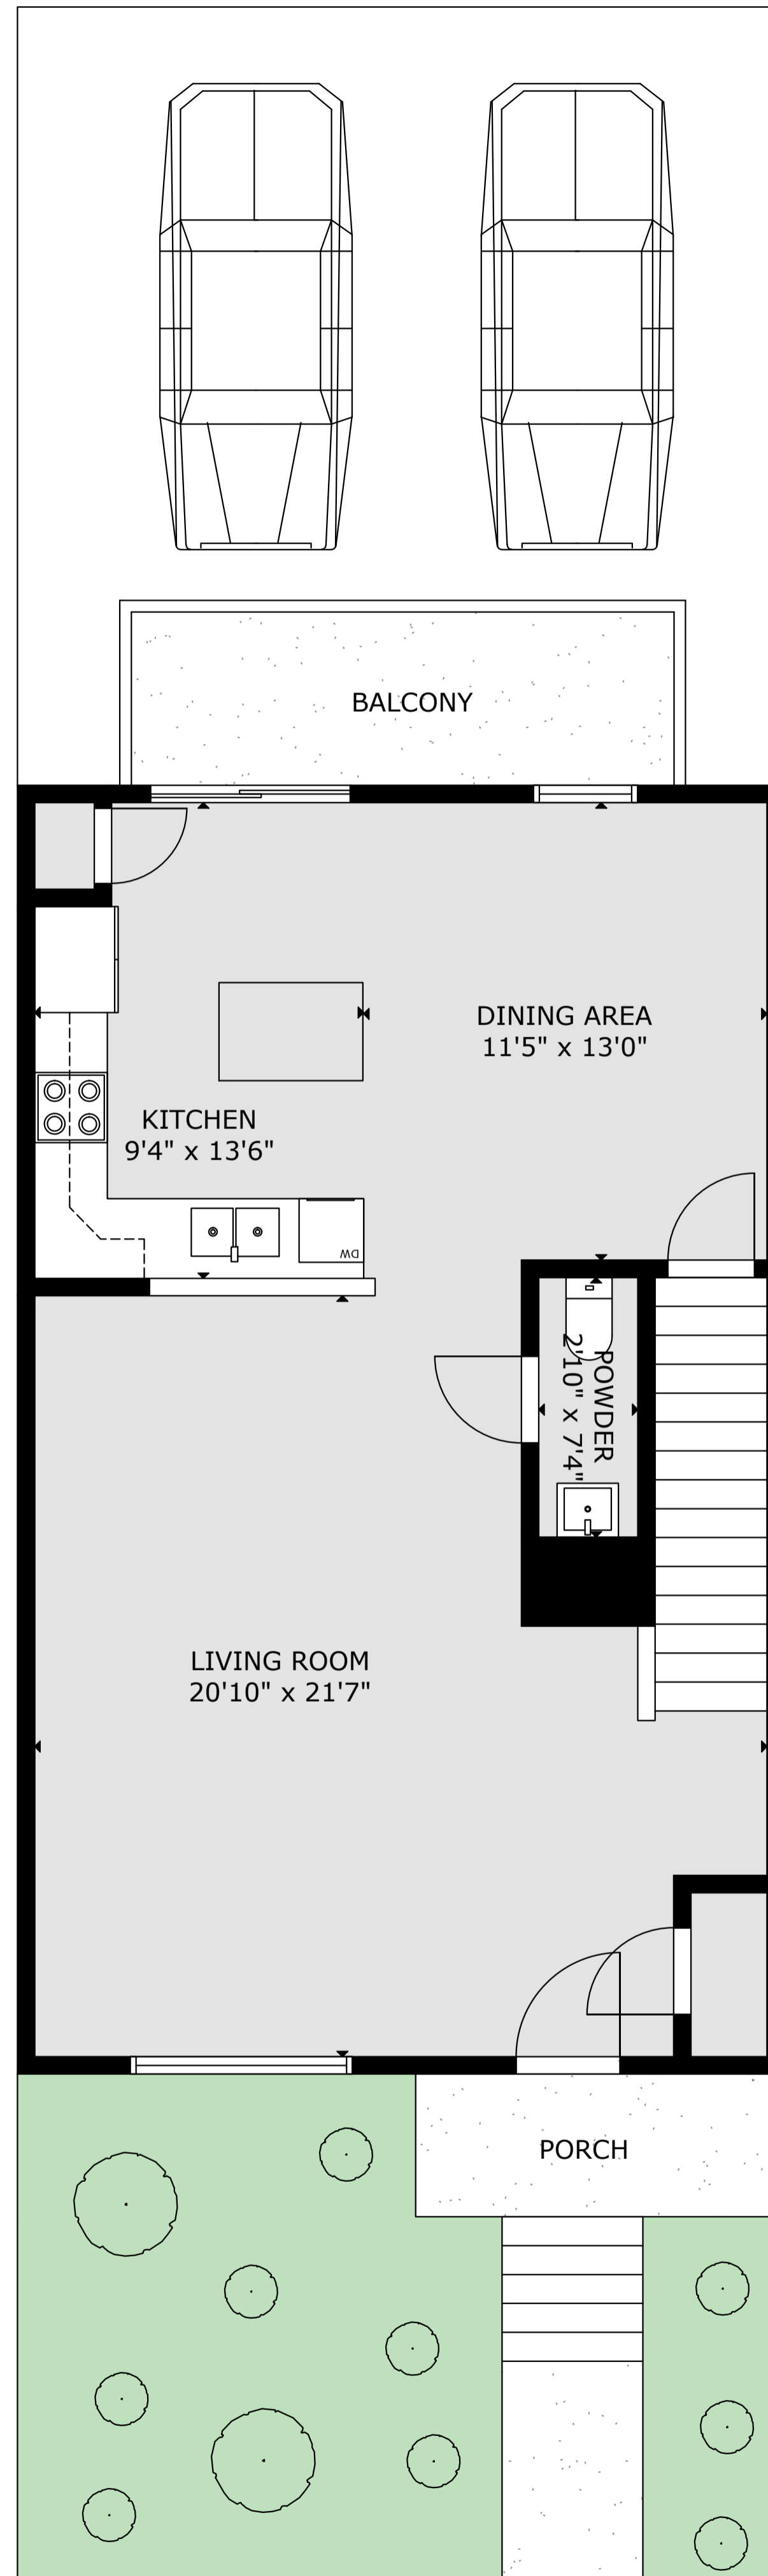 BALCONY
DINING AREA
11'5" x 13'0"
KITCHEN
9'4" x 13'6"
DW
POWDER
2'10" x 7'4"
LIVING ROOM
20'10" x 21'7"
PORCH